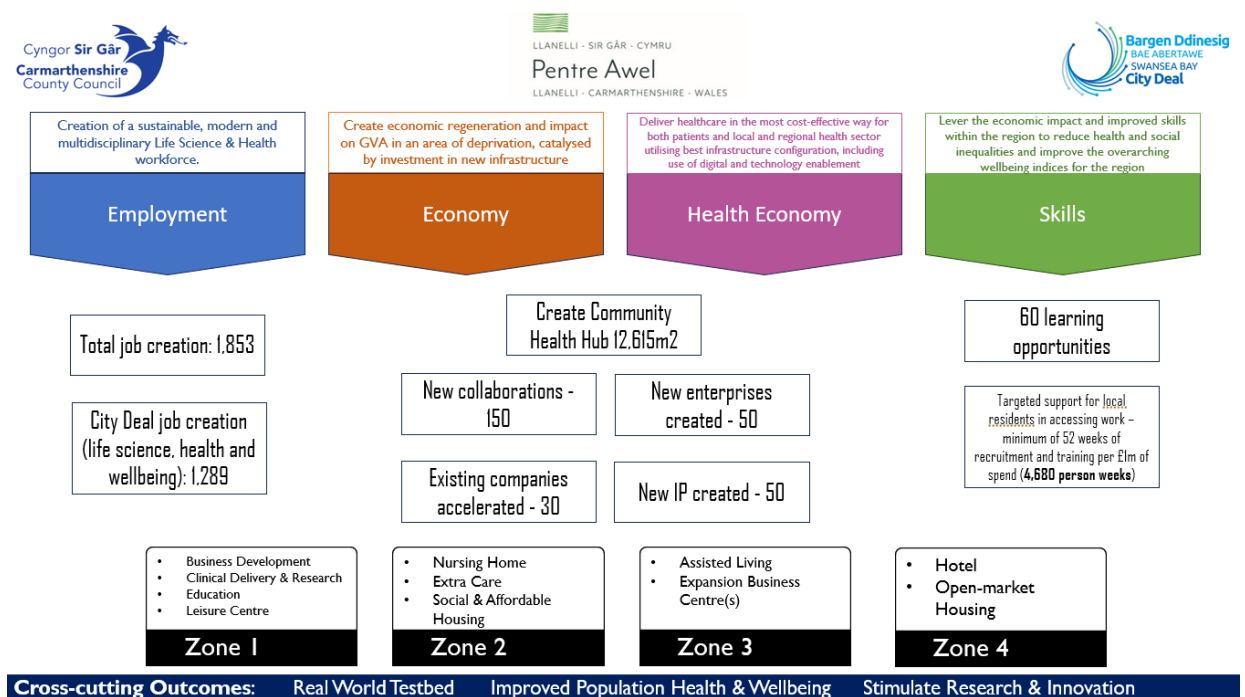 Cyngor Sir Gâr
Carmarthenshire
County Council
LLANELLI - SIR GÂR - CYMRU
Pentre Awel
LLANELLI - CARMARTHENSHIRE - WALES
Bargen Ddinesig
BAE ABERTAWE
SWANSEA BAY
City Deal
Creation of a sustainable, modern and
multidisciplinary Life Science & Health
workforce.
Employment
Create economic regeneration and impact
on GVA in an area of deprivation, catalysed
by investment in new infrastructure
Economy
Deliver healthcare in the most cost-effective way for
both patients and local and regional health sector
utilising best infrastructure configuration, including
use of digital and technology enablement
Health Economy
Lever the economic impact and improved skills
within the region to reduce health and social
inequalities and improve the overarching
wellbeing indices for the region
Skills
Total job creation: 1,853
City Deal job creation
(life science, health and
wellbeing): 1,289
Create Community
Health Hub 12,615m2
New collaborations -
150
New enterprises
created - 50
Existing companies
accelerated - 30
New IP created - 50
60 learning
opportunities
Targeted support for local
residents in accessing work –
minimum of 52 weeks of
recruitment and training per £1m of
spend (4,680 person weeks)
• Business Development
• Clinical Delivery & Research
• Education
• Leisure Centre
Zone 1
• Nursing Home
• Extra Care
• Social & Affordable
Housing
Zone 2
• Assisted Living
• Expansion Business
Centre(s)
Zone 3
• Hotel
• Open-market
Housing
Zone 4
Cross-cutting Outcomes: Real World Testbed Improved Population Health & Wellbeing Stimulate Research & Innovation